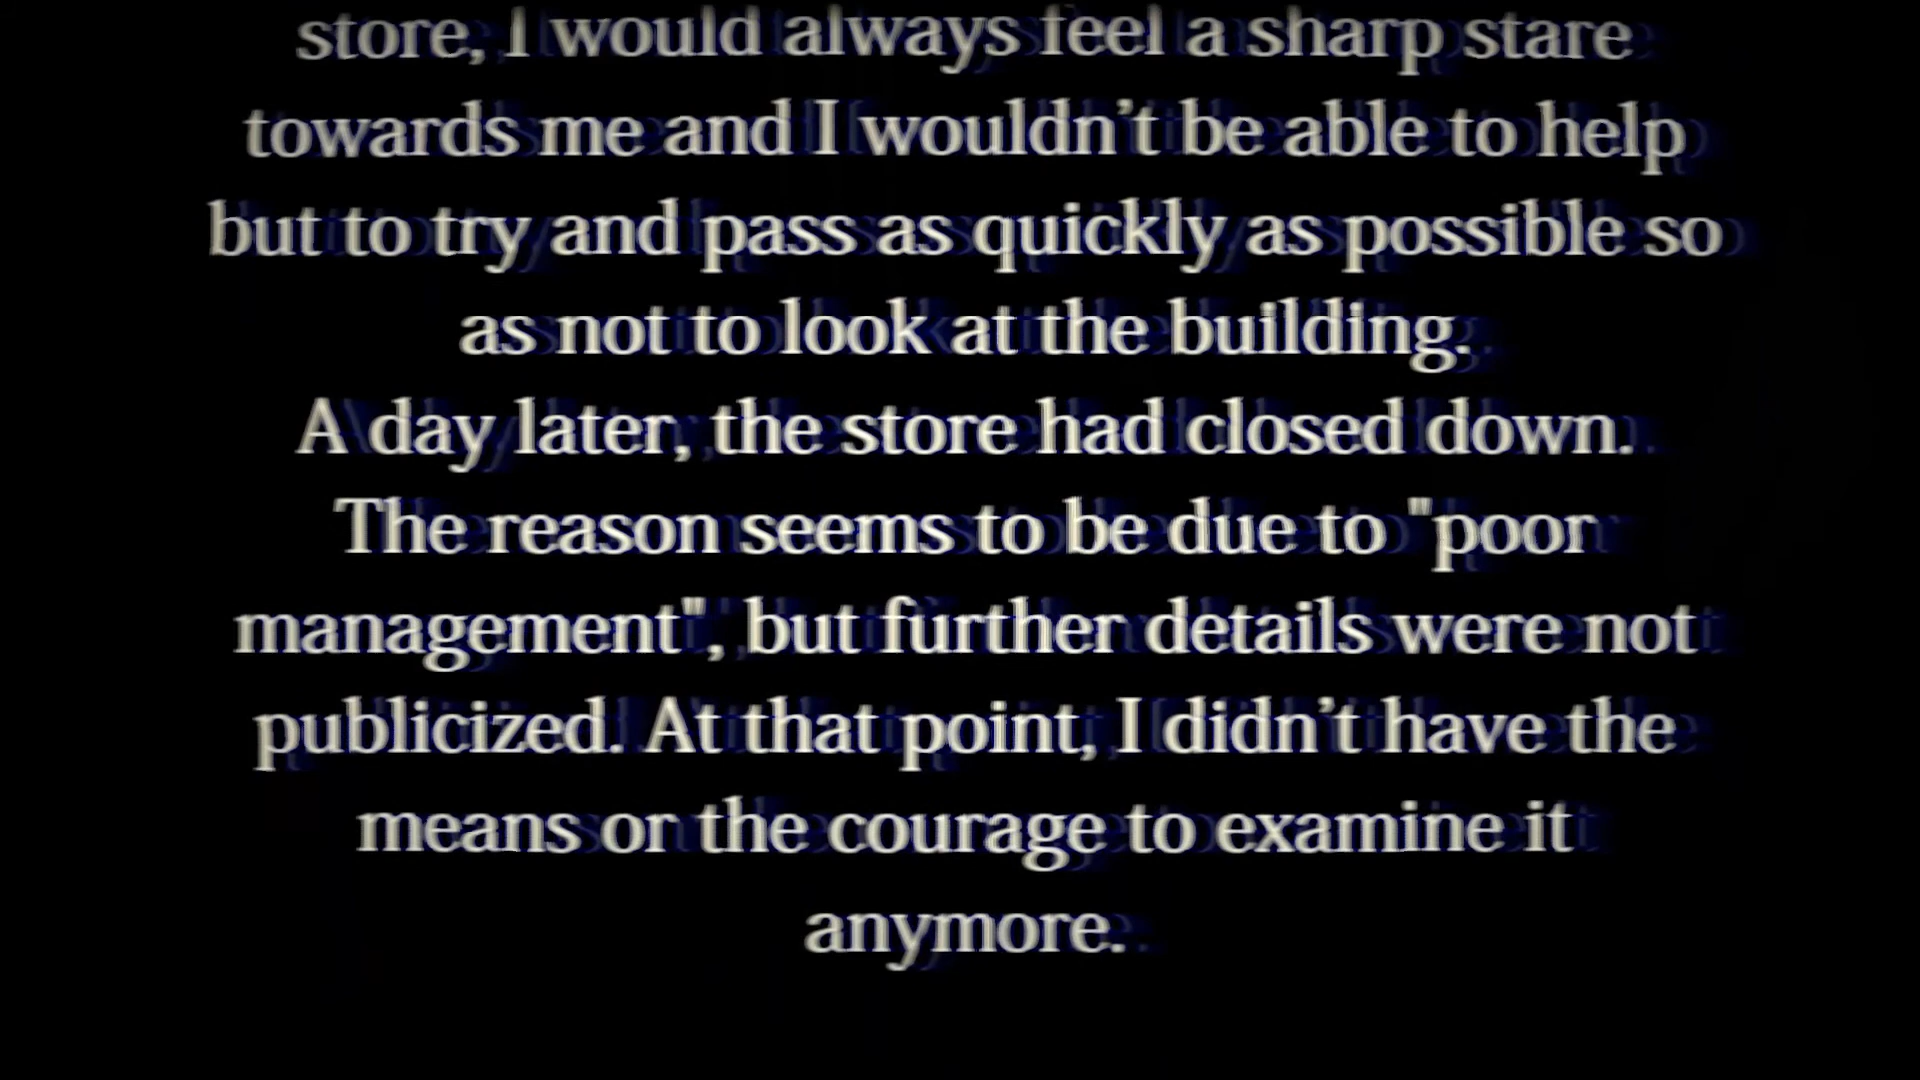 store, I would always feel a sharp stare
towards me and I wouldn't be able to help
but to try and pass as quickly as possible so
as not to look at the building.
A day later, the store had closed down.
The reason seems to be due to "poor
management", but further details were not
publicized. At that point, I didn't have the
means or the courage to examine it
anymore.